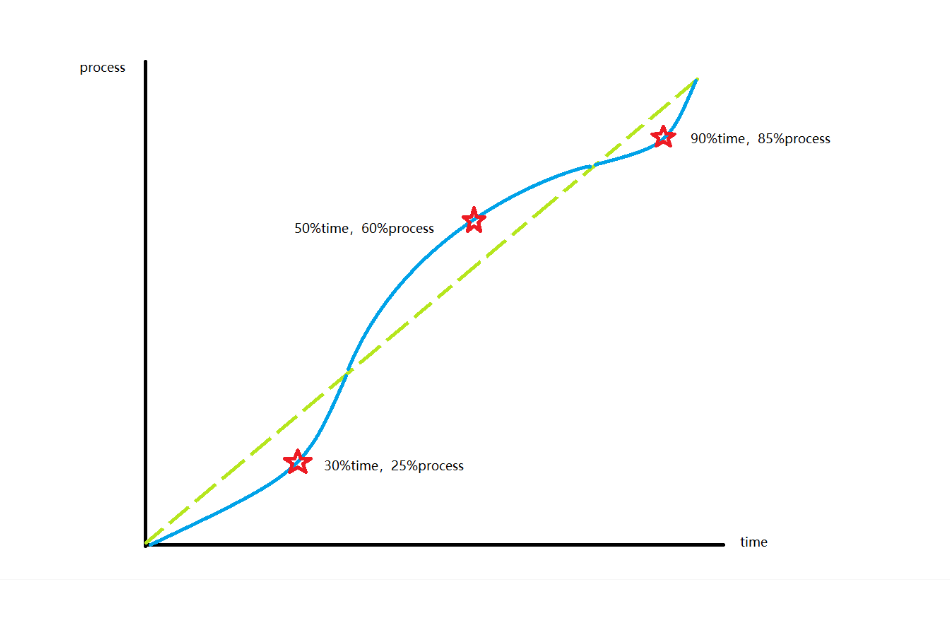 process
90%time，85%process
50%time，60%process
30%time，25%process
time